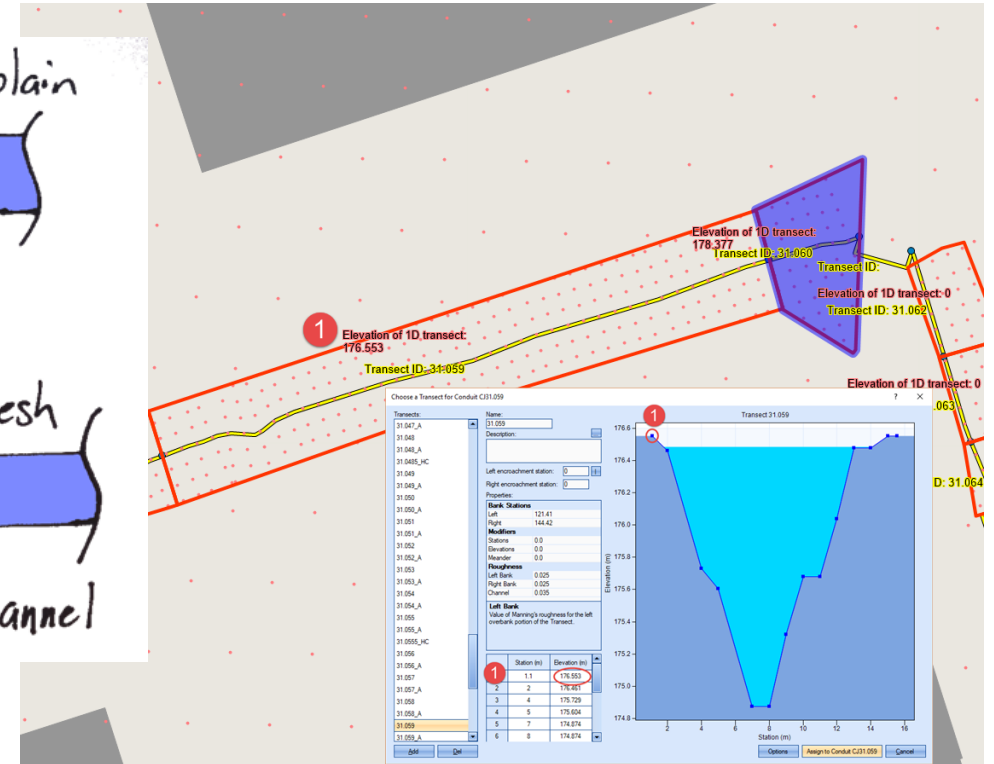 plain
esh
annel
Elevation of 1D transect:
178.377
Transect ID: 31.060
Transect ID:
Elevation of 1D transect: 0
Transect ID: 31.062
1
Elevation of 1D transect:
176.553
Transect ID: 31.059
Elevation of 1D transect: 0
.063
D: 31.064
Choose a Transect for Conduit CJ31.059
? ×
Transects:
31.047_A
31.048
31.048_A
31.0485_HC
31.049
31.049_A
31.050
31.050_A
31.051
31.051_A
31.052
31.052_A
31.053
31.053_A
31.054
31.054_A
31.055
31.055_A
31.0555_HC
31.056
31.056_A
31.057
31.057_A
31.058
31.058_A
31.059
31.059_A
Add Del
Name:
31.059
Description:
Left encroachment station: 0
Right encroachment station: 0
Properties:
Bank Stations
Left 121.41
Right 144.42
Modifiers
Stations 0.0
Elevations 0.0
Meander 0.0
Roughness
Left Bank 0.025
Right Bank 0.025
Channel 0.035
Left Bank
Value of Manning's roughness for the left
overbank portion of the Transect.
Station (m) Elevation (m)
1 1.1 176.553
2 2 176.461
3 4 175.729
4 5 175.604
5 7 174.874
6 8 174.874
1
Transect 31.059
176.6
176.4
176.2
176.0
175.8
175.6
175.4
175.2
175.0
174.8
Elevation (m)
2 4 6 8 10 12 14 16
Station (m)
Options Assign to Conduit CJ31.059 Cancel